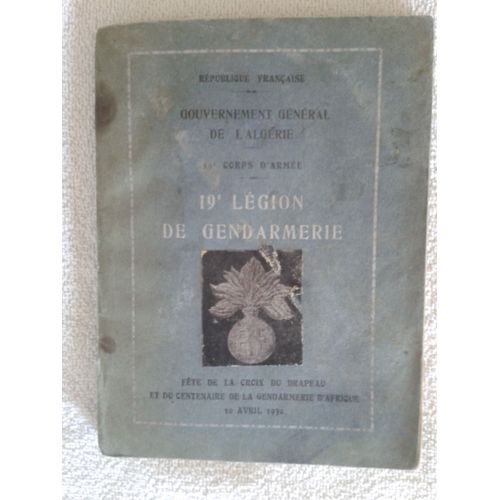 RÉPUBLIQUE FRANÇAISE
GOUVERNEMENT GÉNÉRAL
DE L'ALGÉRIE
19e CORPS D'ARMÉE
19e LÉGION
DE GENDARMERIE
FÊTE DE LA CROIX DU DRAPEAU
ET DU CENTENAIRE DE LA GENDARMERIE D'AFRIQUE
AVRIL